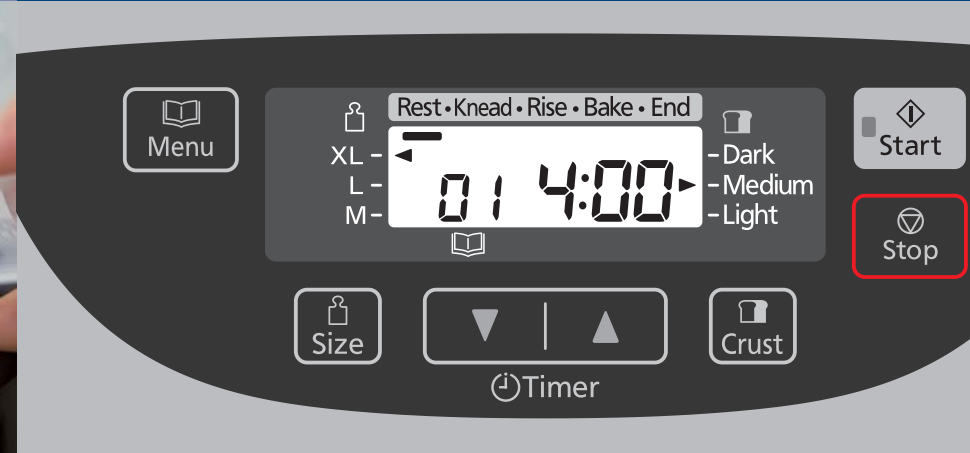 Rest • Knead • Rise • Bake • End
Menu
XL
L
M
01 4:00
Dark
Medium
Light
Start
Stop
Size
Crust
Timer